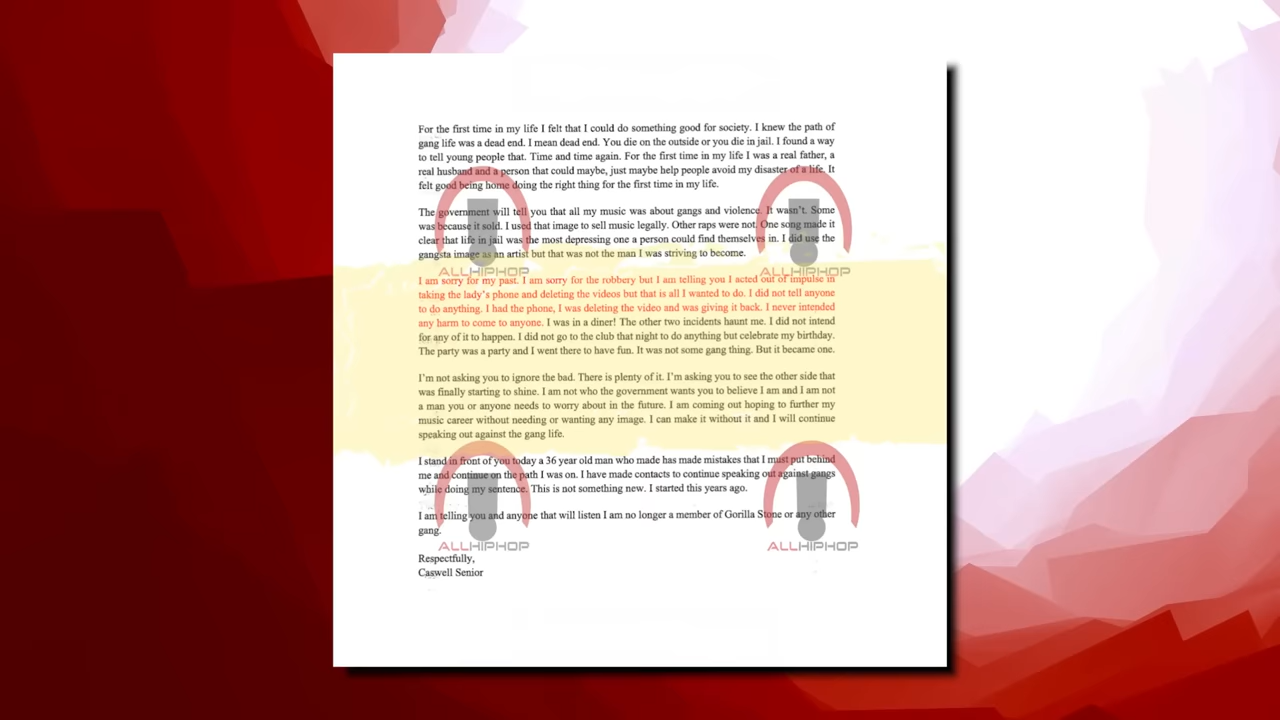 For the first time in my life I felt that I could do something good for society. I knew the path of
gang life was a dead end. I mean dead end. You die on the outside or you die in jail. I found a way
to tell young people that. Time and time again. For the first time in my life I was a real father, a
real husband and a person that could maybe, just maybe help people avoid my disaster of a life. It
felt good being home doing the right thing for the first time in my life.
The government will tell you that all my music was about gangs and violence. It wasn't. Some
was because it sold. I used that image to sell music legally. Other raps were not. One song made it
clear that life in jail was the most depressing one a person could find themselves in. I did use the
gangsta image as an artist but that was not the man I was striving to become.
ALLHIPHOP ALLHIPHOP
I am sorry for my past. I am sorry for the robbery but I am telling you I acted out of impulse in
taking the lady's phone and deleting the videos but that is all I wanted to do. I did not tell anyone
to do anything. I had the phone, I was deleting the video and was giving it back. I never intended
any harm to come to anyone. I was in a diner! The other two incidents haunt me. I did not intend
for any of it to happen. I did not go to the club that night to do anything but celebrate my birthday.
The party was a party and I went there to have fun. It was not some gang thing. But it became one.
I'm not asking you to ignore the bad. There is plenty of it. I'm asking you to see the other side that
was finally starting to shine. I am not who the government wants you to believe I am and I am not
a man you or anyone needs to worry about in the future. I am coming out hoping to further my
music career without needing or wanting any image. I can make it without it and I will continue
speaking out against the gang life.
I stand in front of you today a 36 year old man who made has made mistakes that I must put behind
me and continue on the path I was on. I have made contacts to continue speaking out against gangs
while doing my sentence. This is not something new. I started this years ago.
I am telling you and anyone that will listen I am no longer a member of Gorilla Stone or any other
gang.
ALLHIPHOP ALLHIPHOP
Respectfully,
Caswell Senior